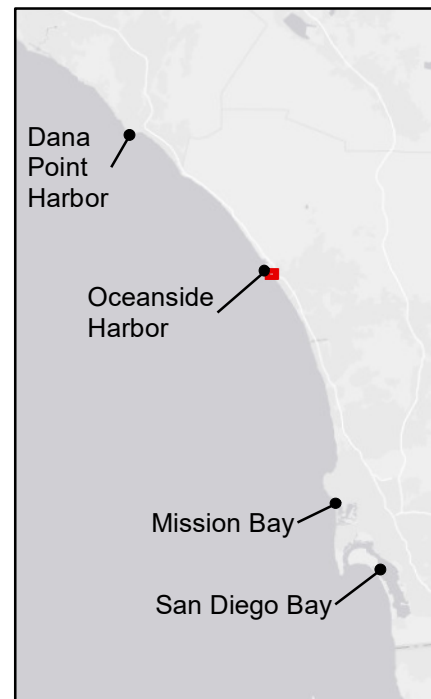 Dana
Point
Harbor
Oceanside
Harbor
Mission Bay
San Diego Bay